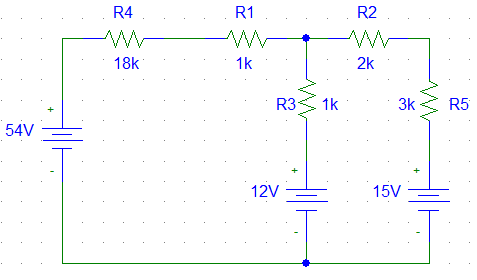 R4 R1 R2
18k 1k 2k
R3 1k 3k R5
+
54V
-
+ +
12V 15V
- -